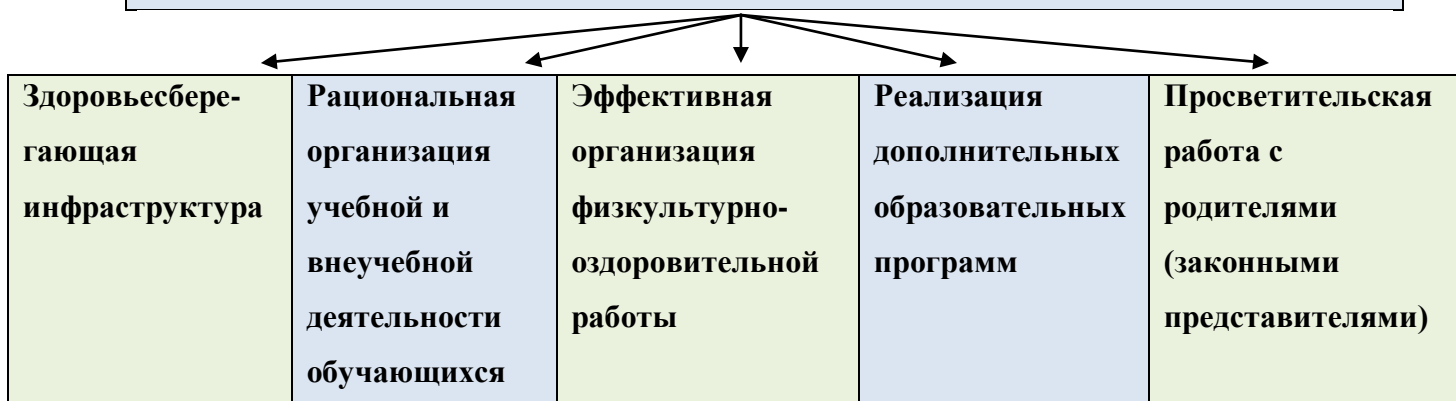 Здоровьесбере-
гающая
инфраструктура
Рациональная
организация
учебной и
внеучебной
деятельности
обучающихся
Эффективная
организация
физкультурно-
оздоровительной
работы
Реализация
дополнительных
образовательных
программ
Просветительская
работа с
родителями
(законными
представителями)